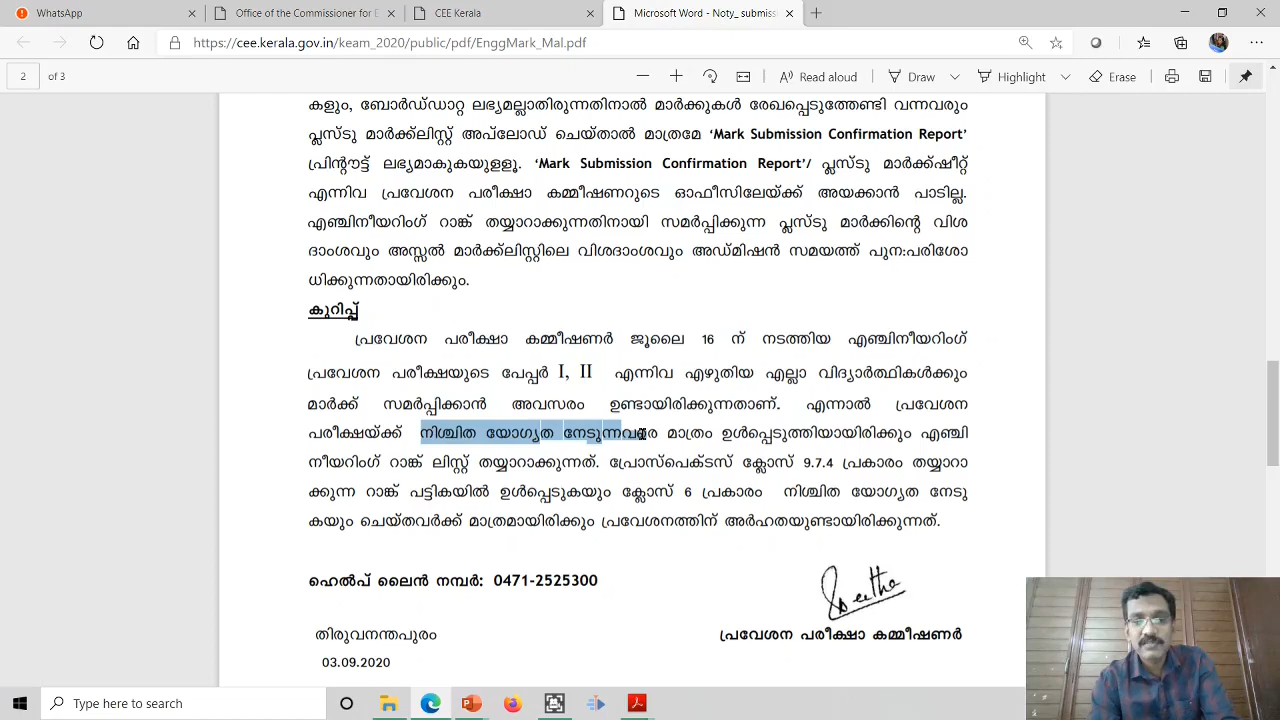 WhatsApp
Office of the Commissioner for E
CEE Kerala
Microsoft Word - Noty_ submissi
https://cee.kerala.gov.in/keam_2020/public/pdf/EnggMark_Mal.pdf
2 of 3
Read aloud
Draw
Highlight
Erase
കളും, ബോർഡ്ഡാറ്റ ലഭ്യമല്ലാതിരുന്നതിനാൽ മാർക്കുകൾ രേഖപ്പെടുത്തേണ്ടി വന്നവരും
പ്ലസ്ടു മാർക്ക്ലിസ്റ്റ് അപ്‌ലോഡ് ചെയ്താൽ മാത്രമേ ‘Mark Submission Confirmation Report’
പ്രിന്റൗട്ട് ലഭ്യമാകുകയുളളൂ. ‘Mark Submission Confirmation Report’/ പ്ലസ്ടു മാർക്ക്ഷീറ്റ്
എന്നിവ പ്രവേശന പരീക്ഷാ കമ്മീഷണറുടെ ഓഫീസിലേയ്ക്ക് അയക്കാൻ പാടില്ല.
എഞ്ചിനീയറിംഗ് റാങ്ക് തയ്യാറാക്കുന്നതിനായി സമർപ്പിക്കുന്ന പ്ലസ്ടു മാർക്കിന്റെ വിശ
ദാംശവും അസ്സൽ മാർക്ക്ലിസ്റ്റിലെ വിശദാംശവും അഡ്മിഷൻ സമയത്ത് പുന:പരിശോ
ധിക്കുന്നതായിരിക്കും.
കുറിപ്പ്
പ്രവേശന പരീക്ഷാ കമ്മീഷണർ ജൂലൈ 16 ന് നടത്തിയ എഞ്ചിനീയറിംഗ്
പ്രവേശന പരീക്ഷയുടെ പേപ്പർ I, II എന്നിവ എഴുതിയ എല്ലാ വിദ്യാർത്ഥികൾക്കും
മാർക്ക് സമർപ്പിക്കാൻ അവസരം ഉണ്ടായിരിക്കുന്നതാണ്. എന്നാൽ പ്രവേശന
പരീക്ഷയ്ക്ക് നിശ്ചിത യോഗ്യത നേടുന്നവരെ മാത്രം ഉൾപ്പെടുത്തിയായിരിക്കും എഞ്ചി
നീയറിംഗ് റാങ്ക് ലിസ്റ്റ് തയ്യാറാക്കുന്നത്. പ്രോസ്പെക്ടസ് ക്ലോസ് 9.7.4 പ്രകാരം തയ്യാറാ
ക്കുന്ന റാങ്ക് പട്ടികയിൽ ഉൾപ്പെടുകയും ക്ലോസ് 6 പ്രകാരം നിശ്ചിത യോഗ്യത നേടു
കയും ചെയ്തവർക്ക് മാത്രമായിരിക്കും പ്രവേശനത്തിന് അർഹതയുണ്ടായിരിക്കുന്നത്.
ഹെൽപ് ലൈൻ നമ്പർ: 0471-2525300
തിരുവനന്തപുരം
പ്രവേശന പരീക്ഷാ കമ്മീഷണർ
03.09.2020
Type here to search